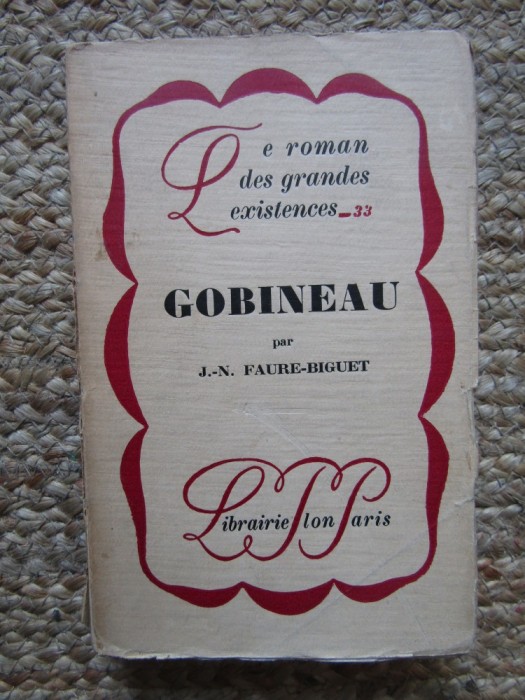 Le roman
des grandes
existences_33
GOBINEAU
par
J.-N. FAURE-BIGUET
Librairie Plon Paris